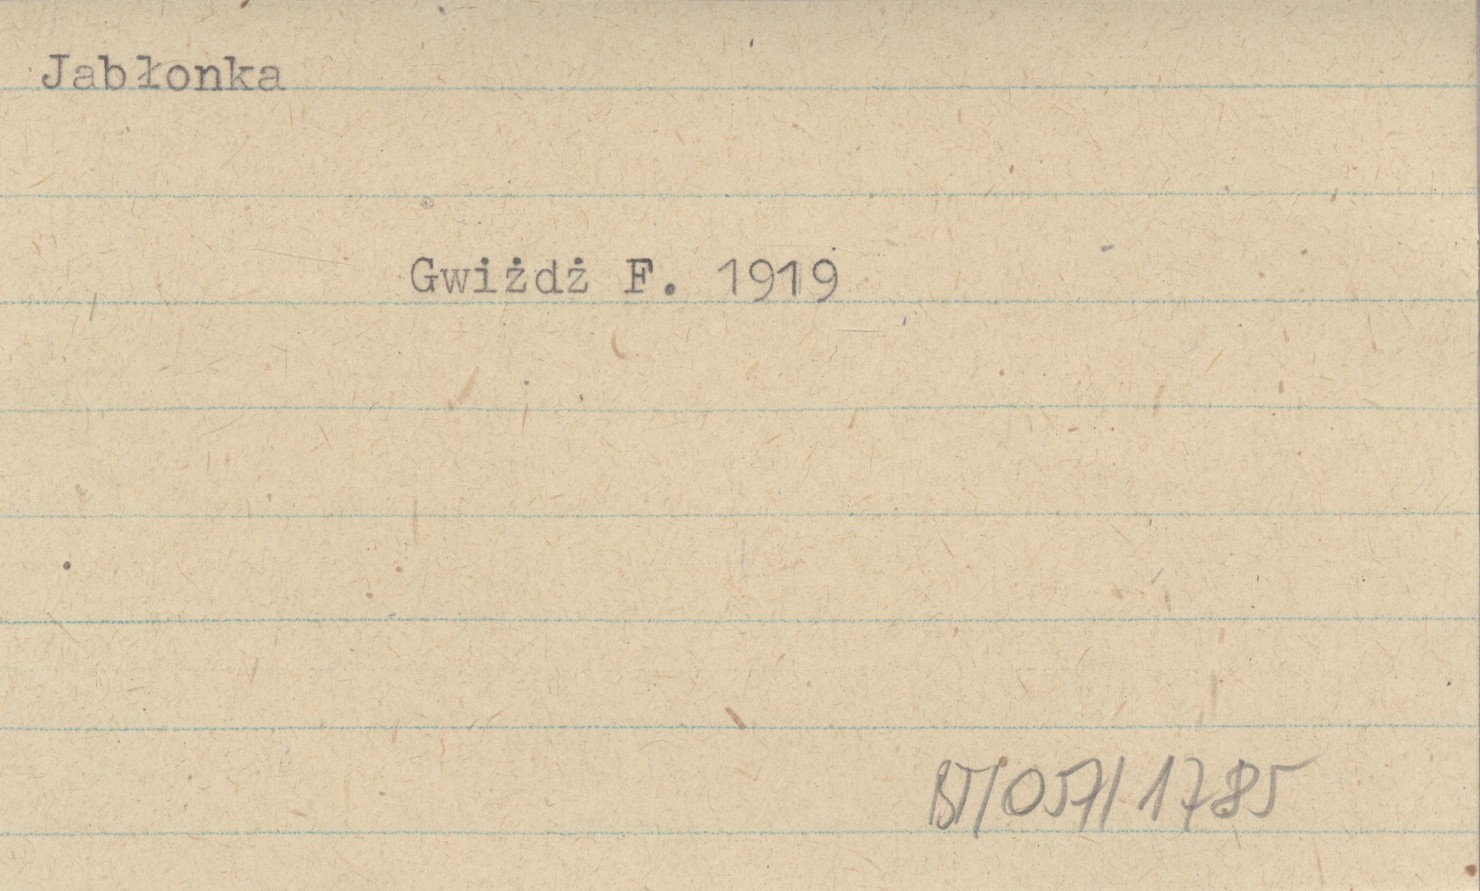 Jabłonka
Gwiżdż F. 1919
BT/057/1785